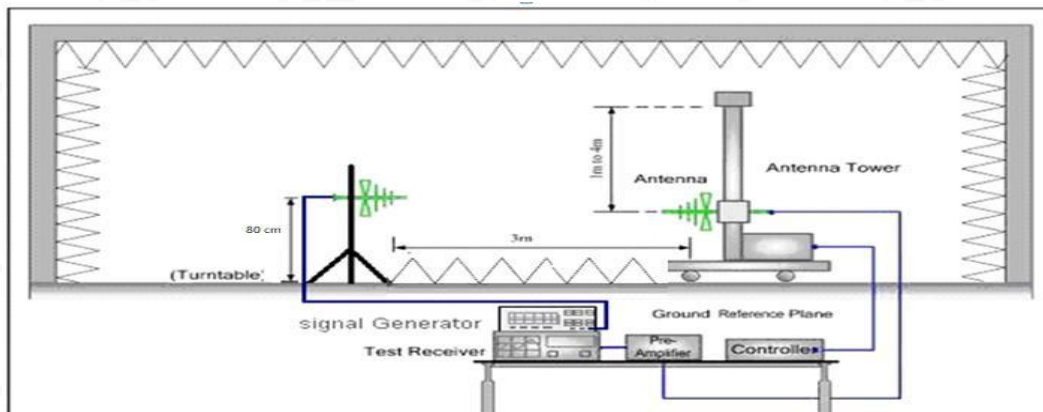 1m to 4m
Antenna Tower
Antenna
80 cm
3m
(Turntable)
signal Generator
Ground Reference Plane
Test Receiver
Pre-
Amplifier
Controller